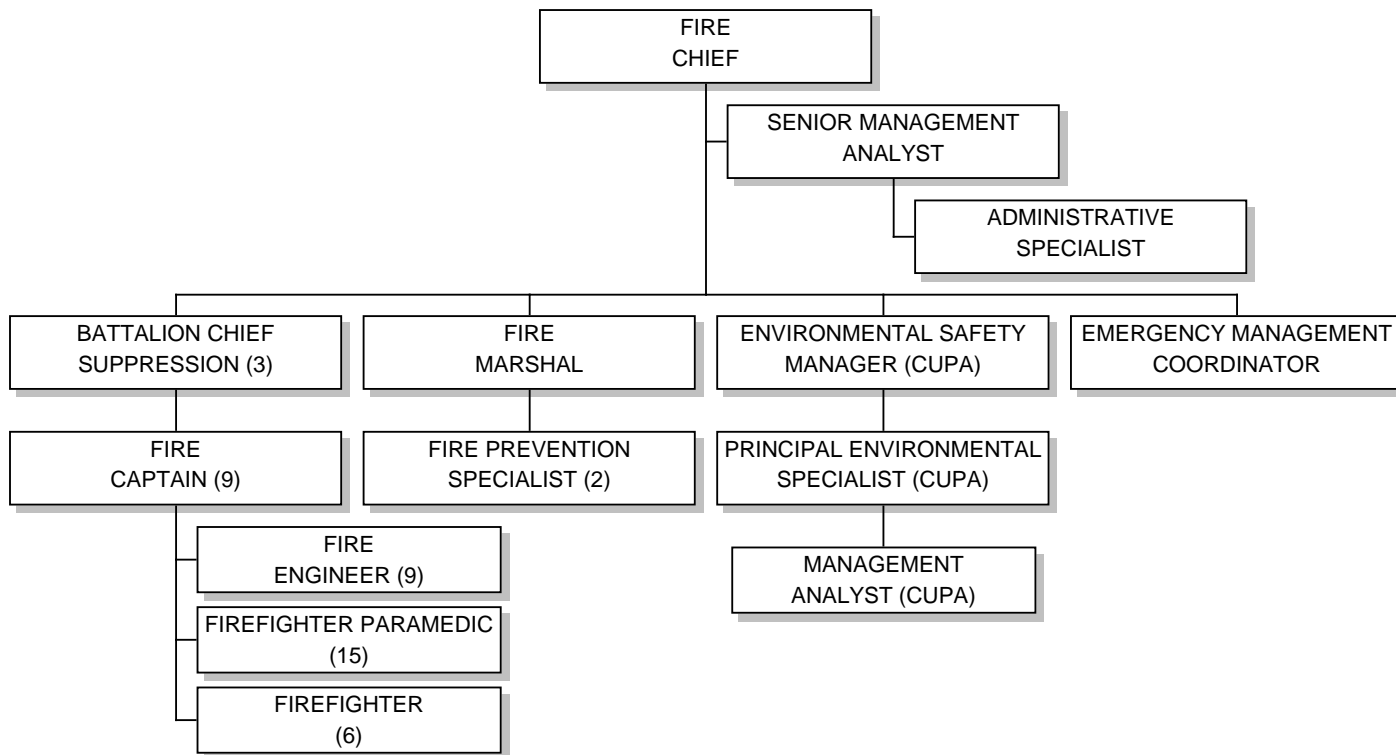 FIRE
CHIEF
SENIOR MANAGEMENT
ANALYST
ADMINISTRATIVE
SPECIALIST
BATTALION CHIEF
SUPPRESSION (3)
FIRE
MARSHAL
ENVIRONMENTAL SAFETY
MANAGER (CUPA)
EMERGENCY MANAGEMENT
COORDINATOR
FIRE
CAPTAIN (9)
FIRE PREVENTION
SPECIALIST (2)
PRINCIPAL ENVIRONMENTAL
SPECIALIST (CUPA)
FIRE
ENGINEER (9)
MANAGEMENT
ANALYST (CUPA)
FIREFIGHTER PARAMEDIC
(15)
FIREFIGHTER
(6)